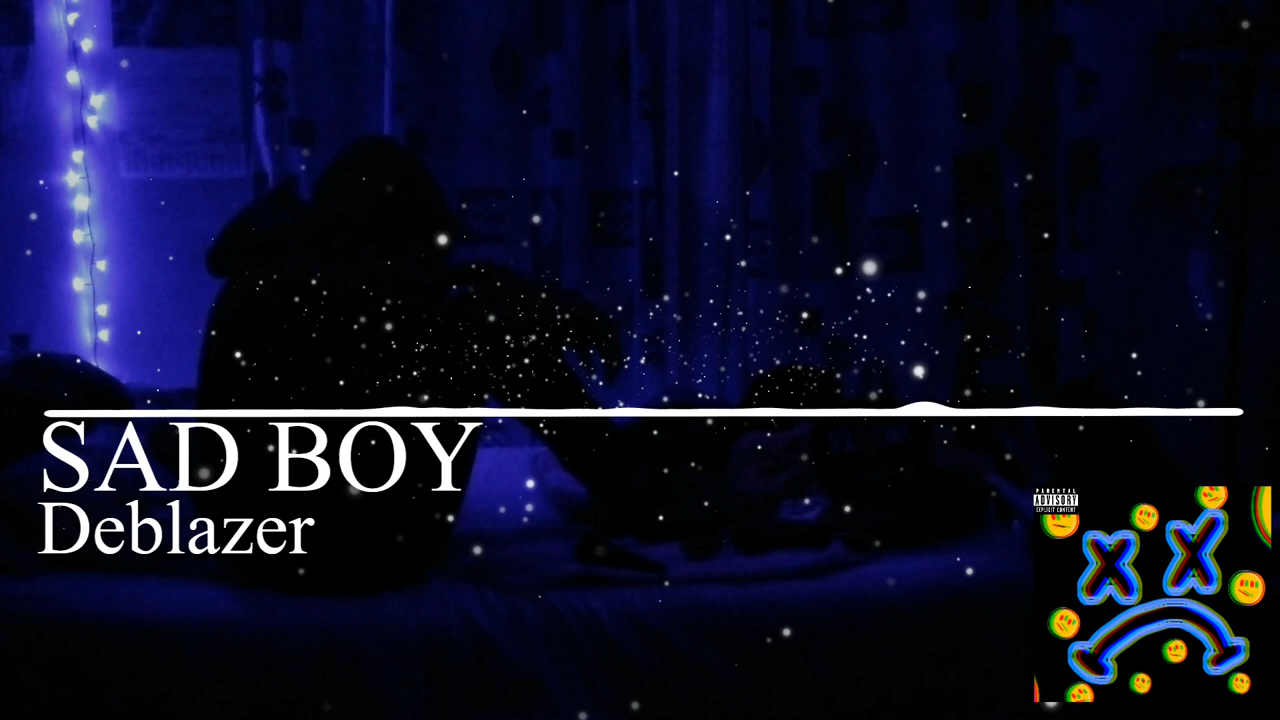 SAD BOY
Deblazer
PARENTAL
ADVISORY
EXPLICIT CONTENT